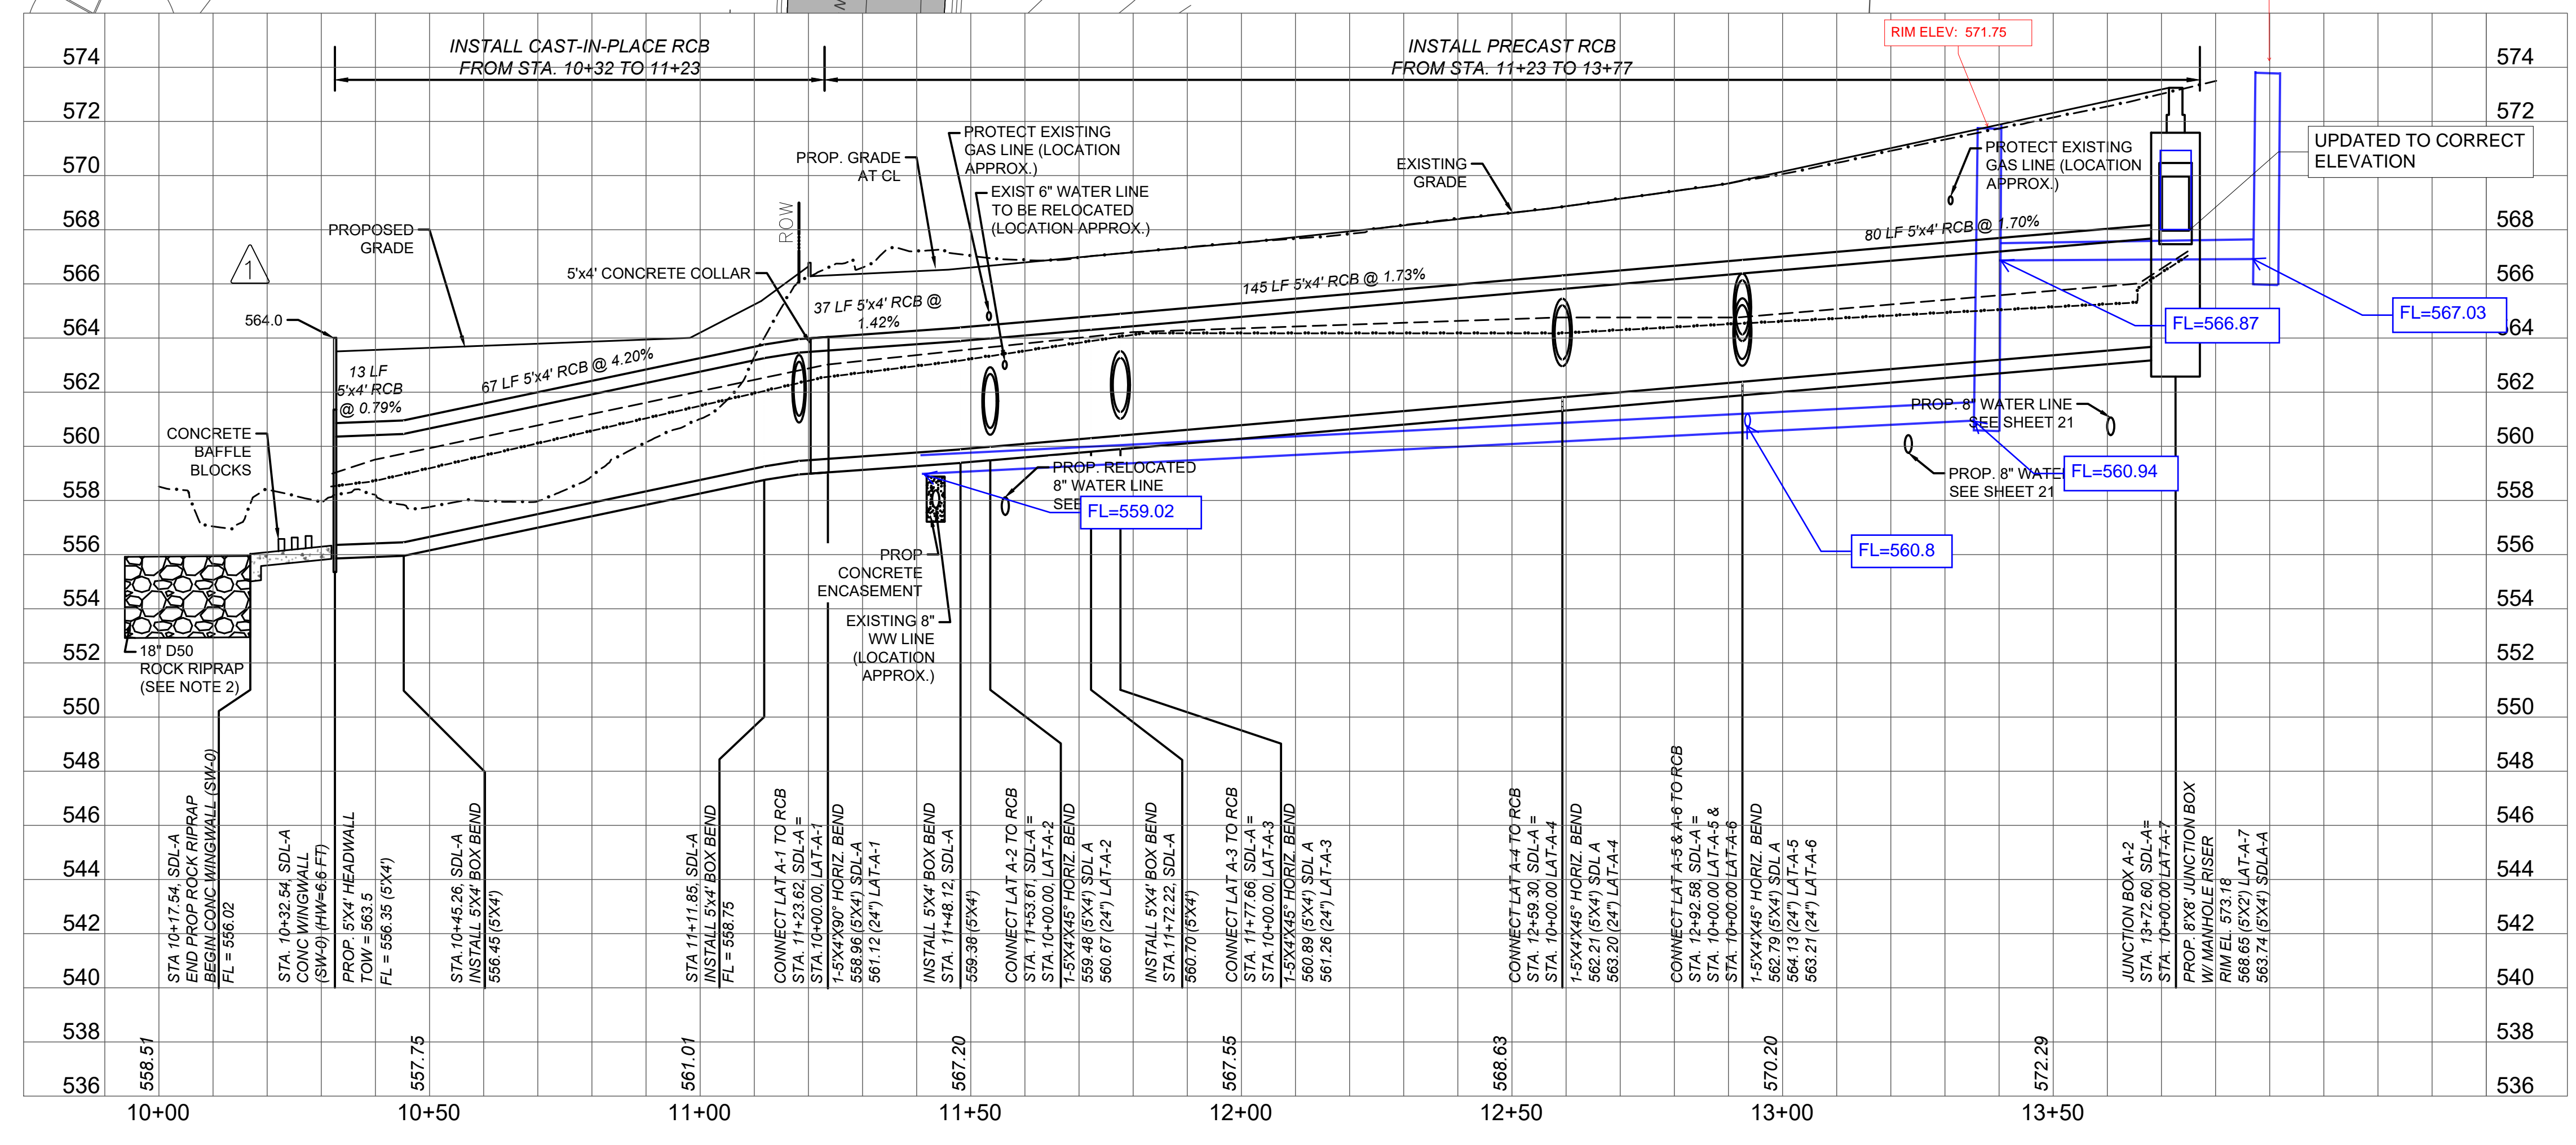 N
INSTALL CAST-IN-PLACE RCB
FROM STA. 10+32 TO 11+23
INSTALL PRECAST RCB
FROM STA. 11+23 TO 13+77
RIM ELEV: 571.75
574
572
570
568
566
564
562
560
558
556
554
552
550
548
546
544
542
540
538
536
574
572
570
568
566
564
562
560
558
556
554
552
550
548
546
544
542
540
538
536
UPDATED TO CORRECT
ELEVATION
PROTECT EXISTING
GAS LINE (LOCATION
APPROX.)
PROP. GRADE
AT CL
EXIST 6" WATER LINE
TO BE RELOCATED
(LOCATION APPROX.)
EXISTING
GRADE
PROTECT EXISTING
GAS LINE (LOCATION
APPROX.)
ROW
PROPOSED
GRADE
1
5'x4' CONCRETE COLLAR
564.0
13 LF
5'x4' RCB
@ 0.79%
67 LF 5'x4' RCB @ 4.20%
37 LF 5'x4' RCB @
1.42%
145 LF 5'x4' RCB @ 1.73%
80 LF 5'x4' RCB @ 1.70%
FL=566.87
FL=567.03
CONCRETE
BAFFLE
BLOCKS
PROP. 8" WATER LINE
SEE SHEET 21
PROP. 8" WATE
SEE SHEET 21
FL=560.94
PROP. RELOCATED
8" WATER LINE
SEE
FL=559.02
FL=560.8
PROP
CONCRETE
ENCASEMENT
EXISTING 8"
WW LINE
(LOCATION
APPROX.)
18" D50
ROCK RIPRAP
(SEE NOTE 2)
STA 10+17.54, SDL-A
END PROP ROCK RIPRAP
BEGIN CONC WINGWALL (SW-0)
FL = 556.02
STA. 10+32.54, SDL-A
CONC WINGWALL
(SW-0) (HW=6.6 FT)
PROP. 5'X4' HEADWALL
TOW = 563.5
FL = 556.35 (5'X4')
STA.10+45.26, SDL-A
INSTALL 5'X4' BOX BEND
556.45 (5'X4')
STA 11+11.85, SDL-A
INSTALL 5'X4' BOX BEND
FL = 558.75
CONNECT LAT A-1 TO RCB
STA. 11+23.62, SDL-A =
STA.10+00.00, LAT-A-1
1-5'X4'X90° HORIZ. BEND
558.96 (5'X4') SDL-A
561.12 (24") LAT-A-1
INSTALL 5'X4' BOX BEND
STA. 11+48.12, SDL-A
559.38 (5'X4')
CONNECT LAT A-2 TO RCB
STA. 11+53.61, SDL-A =
STA. 10+00.00, LAT-A-2
1-5'X4'X45° HORIZ. BEND
559.48 (5'X4') SDL A
560.67 (24") LAT-A-2
INSTALL 5'X4' BOX BEND
STA. 11+72.22, SDL-A
560.70 (5'X4')
CONNECT LAT A-3 TO RCB
STA. 11+77.66, SDL-A =
STA.10+00.00, LAT-A-3
1-5'X4'X45° HORIZ. BEND
560.89 (5'X4') SDL A
561.26 (24") LAT-A-3
CONNECT LAT A-4 TO RCB
STA. 12+59.30, SDL-A =
STA. 10+00.00, LAT-A-4
1-5'X4'X45° HORIZ. BEND
562.21 (5'X4') SDL A
563.20 (24") LAT-A-4
CONNECT LAT A-5 & A-6 TO RCB
STA. 12+92.58, SDL-A =
STA. 10+00.00 LAT-A-5 &
STA. 10+00.00 LAT-A-6
1-5'X4'X45° HORIZ. BEND
562.79 (5'X4') SDL A
564.13 (24") LAT-A-5
563.21 (24") LAT-A-6
JUNCTION BOX A-2
STA. 13+72.60, SDL-A=
STA. 10+00.00 LAT-A-7
PROP. 8'X8' JUNCTION BOX
W/ MANHOLE RISER
RIM EL. 573.18
568.65 (5'X2') LAT-A-7
563.74 (5'X4') SDLA-A
558.51
557.75
561.01
567.20
567.55
568.63
570.20
572.29
10+00
10+50
11+00
11+50
12+00
12+50
13+00
13+50